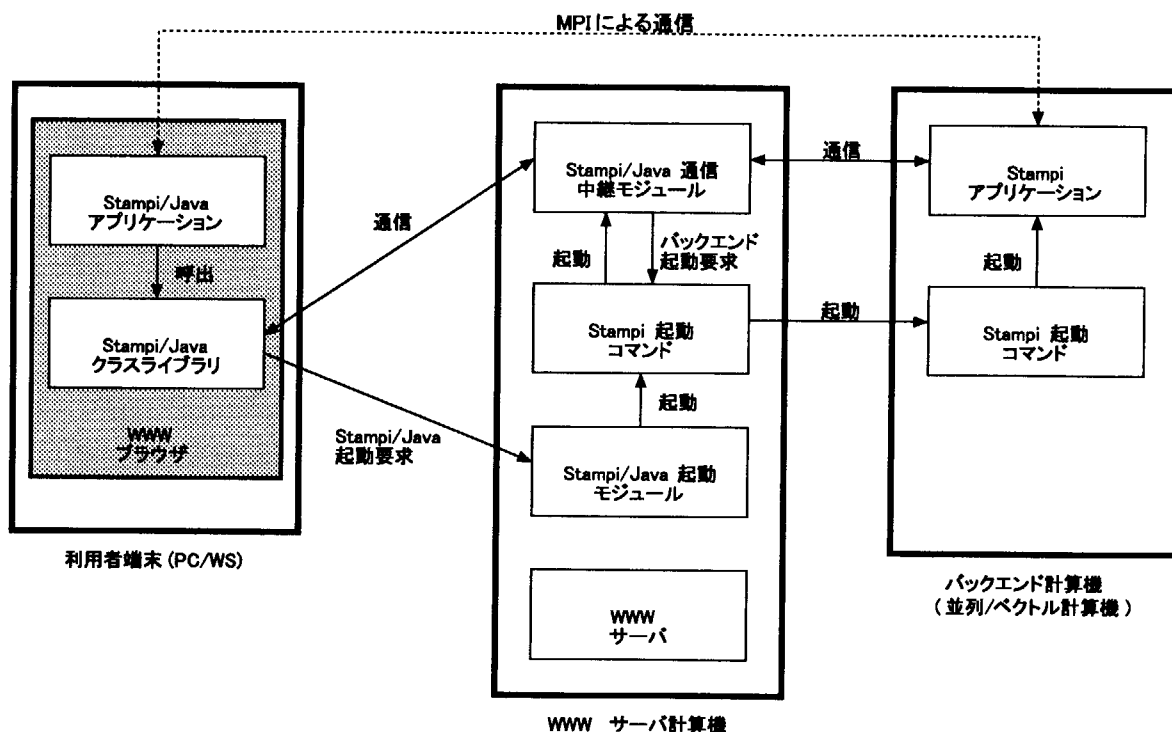 MPIによる通信
Stampi/Java
アプリケーション
呼出
Stampi/Java
クラスライブラリ
WWW
ブラウザ
利用者端末 (PC/WS)
通信
Stampi/Java
起動要求
Stampi/Java 通信
中継モジュール
起動
バックエンド
起動要求
Stampi 起動
コマンド
起動
Stampi/Java 起動
モジュール
WWW
サーバ
WWW サーバ計算機
通信
起動
Stampi
アプリケーション
起動
Stampi 起動
コマンド
バックエンド計算機
( 並列/ベクトル計算機 )